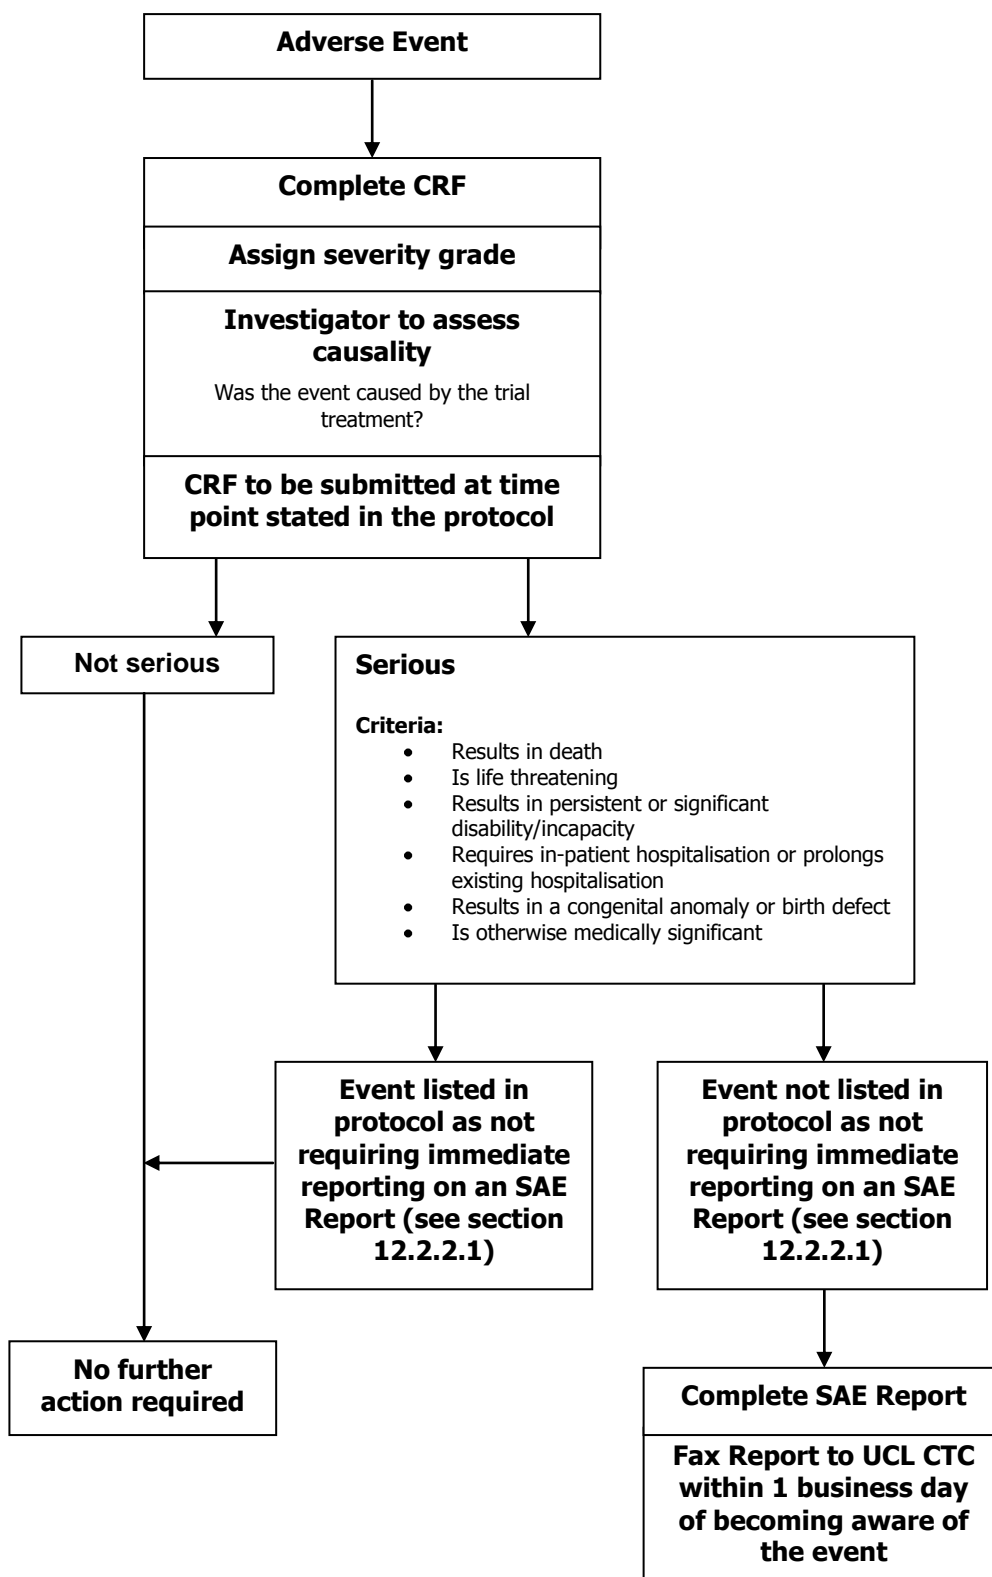 Adverse Event
Complete CRF
Assign severity grade
Investigator to assess
causality
Was the event caused by the trial
treatment?
CRF to be submitted at time
point stated in the protocol
Not serious
Serious
Criteria:
• Results in death
• Is life threatening
• Results in persistent or significant
disability/incapacity
• Requires in-patient hospitalisation or prolongs
existing hospitalisation
• Results in a congenital anomaly or birth defect
• Is otherwise medically significant
Event listed in
protocol as not
requiring immediate
reporting on an SAE
Report (see section
12.2.2.1)
Event not listed in
protocol as not
requiring immediate
reporting on an SAE
Report (see section
12.2.2.1)
No further
action required
Complete SAE Report
Fax Report to UCL CTC
within 1 business day
of becoming aware of
the event